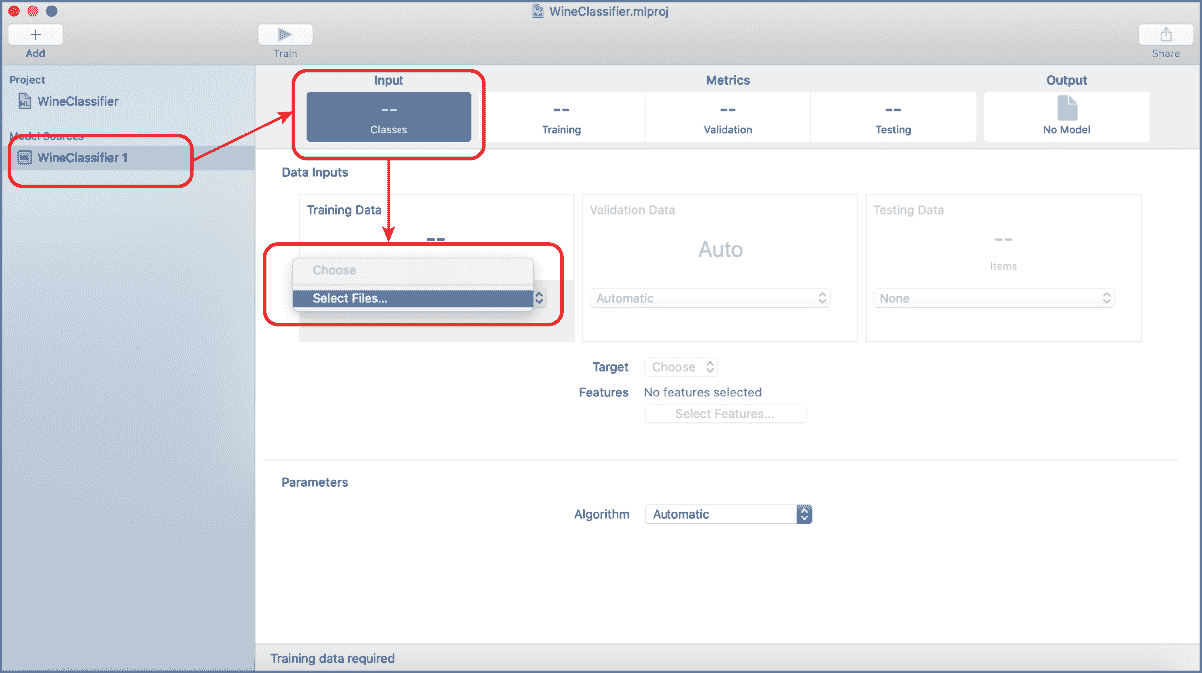 WineClassifier.mlproj
Add
Train
Share
Project
WineClassifier
Model Sources
WineClassifier 1
Input
Metrics
Output
--
Classes
--
Training
--
Validation
--
Testing
No Model
Data Inputs
Training Data
--
Choose
Select Files...
Validation Data
Auto
Automatic
Testing Data
--
Items
None
Target
Choose
Features
No features selected
Select Features...
Parameters
Algorithm
Automatic
Training data required